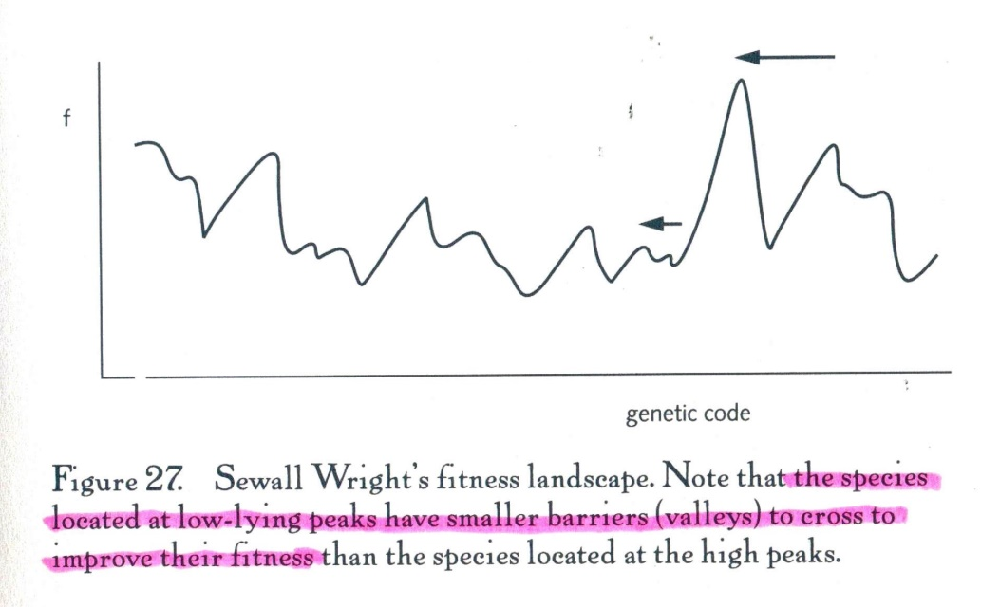 f
genetic code
Figure 27. Sewall Wright's fitness landscape. Note that the species
located at low-lying peaks have smaller barriers (valleys) to cross to
improve their fitness than the species located at the high peaks.